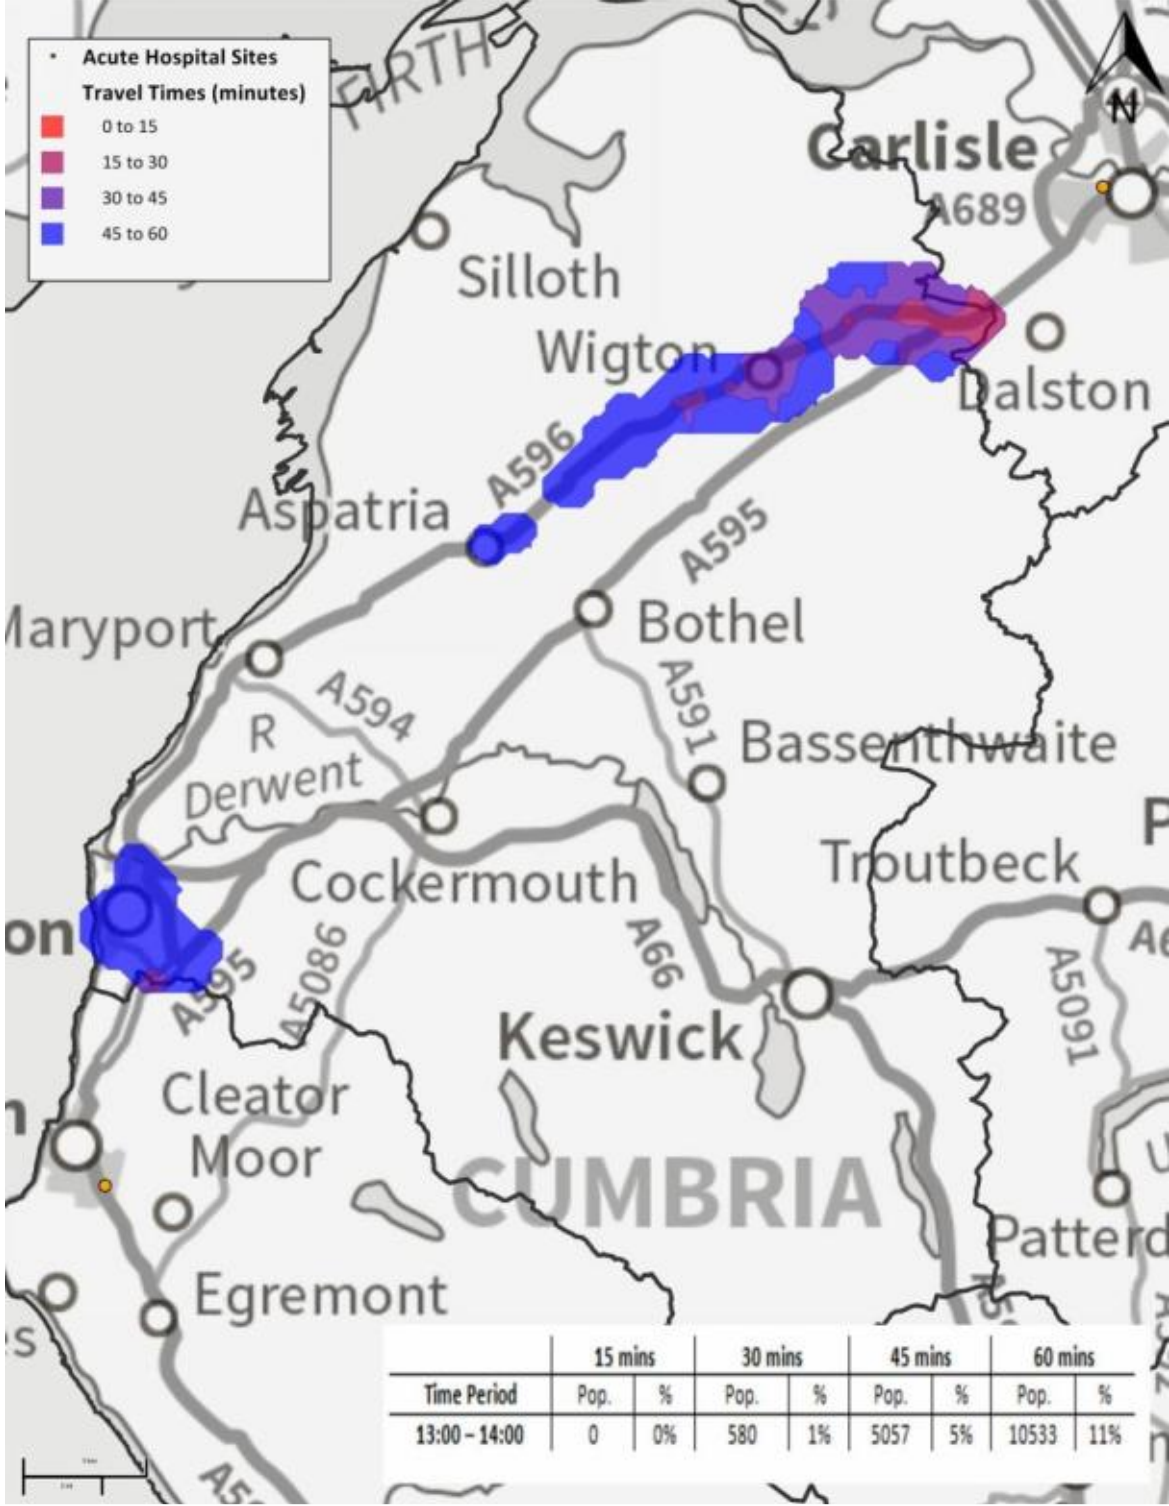 Acute Hospital Sites
Travel Times (minutes)
0 to 15
15 to 30
30 to 45
45 to 60
FIRTH
N
Carlisle
A689
Silloth
Wigton
Dalston
A596
Aspatria
A595
Maryport
Bothel
A594
A591
R
Derwent
Bassenthwaite
P
Troutbeck
Cockermouth
on
A66
A6
A5086
A595
A5091
Keswick
Cleator
Moor
n
CUMBRIA
U
Patterd
Egremont
s
A59
15 mins 30 mins 45 mins 60 mins
Time Period Pop. % Pop. % Pop. % Pop. %
13:00 – 14:00 0 0% 580 1% 5057 5% 10533 11%
A59